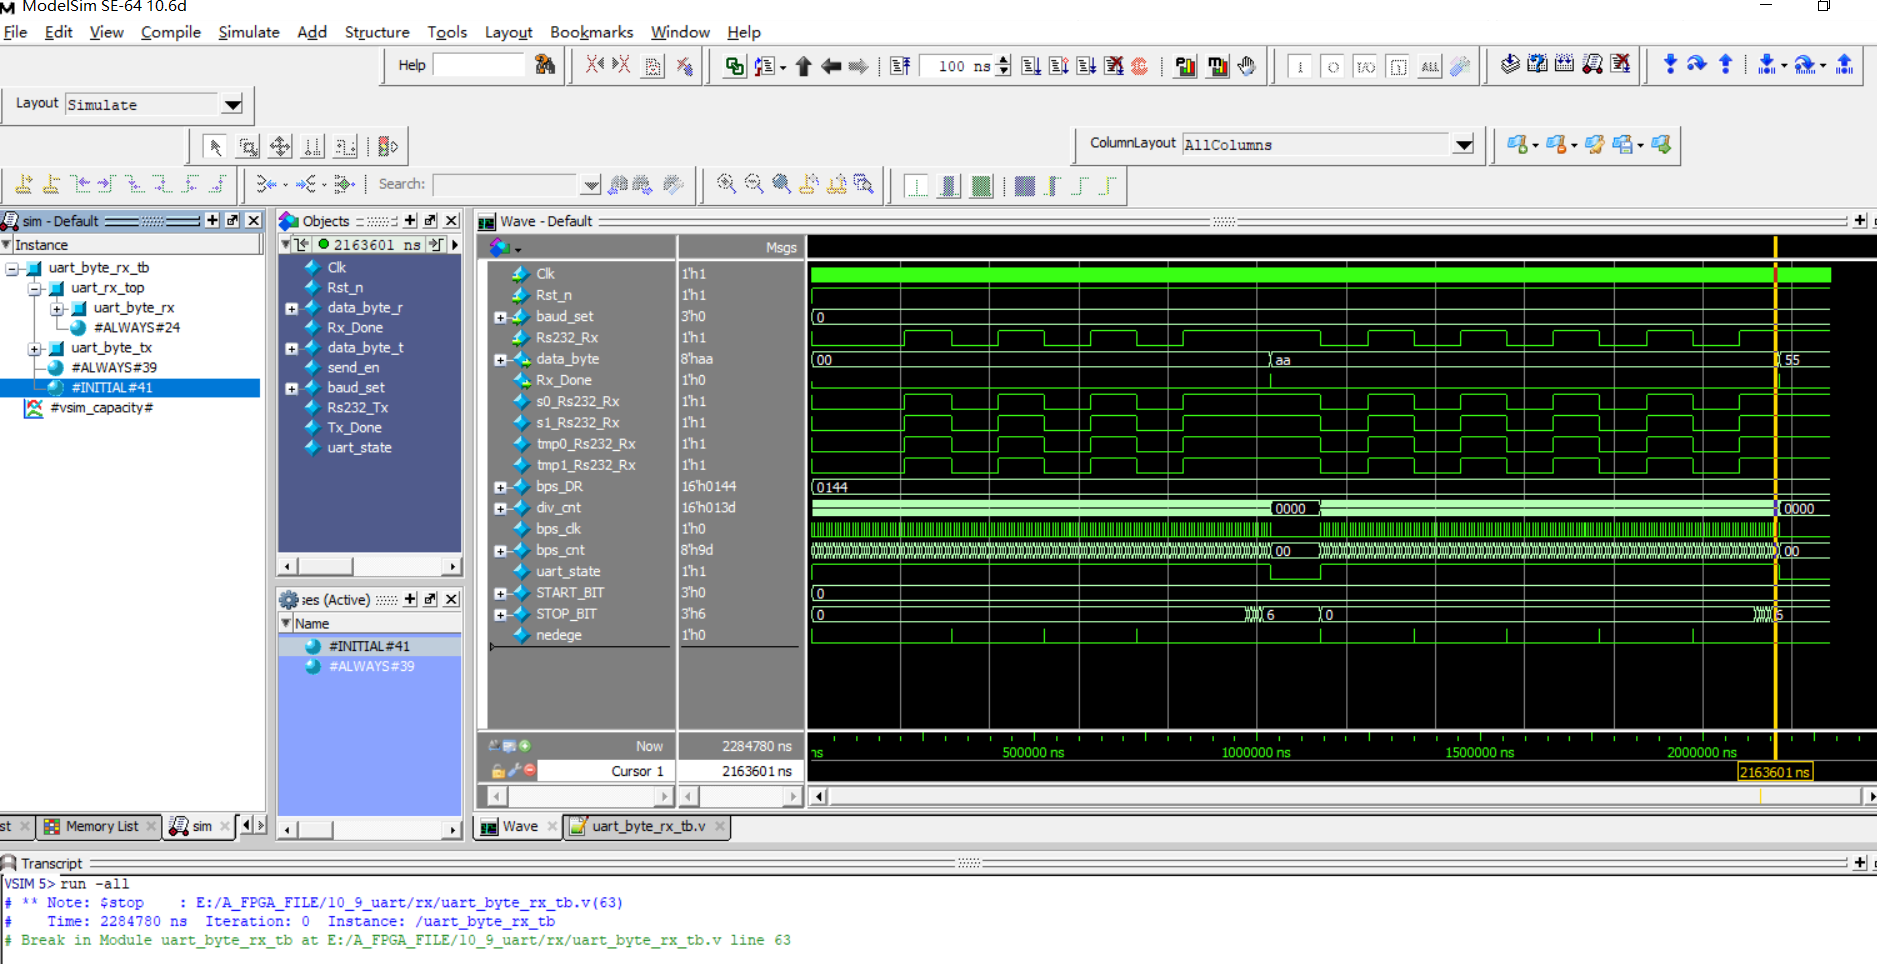 ModelSim SE-64 10.6d
File Edit View Compile Simulate Add Structure Tools Layout Bookmarks Window Help
Help
100 ns
ALL
Layout Simulate
ColumnLayout AllColumns
Search:
sim - Default
Instance
uart_byte_rx_tb
uart_rx_top
uart_byte_rx
#ALWAYS#24
uart_byte_tx
#ALWAYS#39
#INITIAL#41
#vsim_capacity#
Objects
2163601 ns
Clk
Rst_n
data_byte_r
Rx_Done
data_byte_t
send_en
baud_set
Rs232_Tx
Tx_Done
uart_state
ses (Active)
Name
#INITIAL#41
#ALWAYS#39
Wave - Default
Msgs
Clk 1'h1
Rst_n 1'h1
baud_set 3'h0 0
Rs232_Rx 1'h1
data_byte 8'haa 00 aa 55
Rx_Done 1'h0
s0_Rs232_Rx 1'h1
s1_Rs232_Rx 1'h1
tmp0_Rs232_Rx 1'h1
tmp1_Rs232_Rx 1'h1
bps_DR 16'h0144 0144
div_cnt 16'h013d 0000 0000
bps_clk 1'h0
bps_cnt 8'h9d 00 00
uart_state 1'h1
START_BIT 3'h0 0
STOP_BIT 3'h6 0 6 0 6
nedege 1'h0
Now 2284780 ns ns 500000 ns 1000000 ns 1500000 ns 2000000 ns
Cursor 1 2163601 ns 2163601 ns
st Memory List sim
Wave uart_byte_rx_tb.v
Transcript
VSIM 5> run -all
# ** Note: $stop : E:/A_FPGA_FILE/10_9_uart/rx/uart_byte_rx_tb.v(63)
# Time: 2284780 ns Iteration: 0 Instance: /uart_byte_rx_tb
# Break in Module uart_byte_rx_tb at E:/A_FPGA_FILE/10_9_uart/rx/uart_byte_rx_tb.v line 63